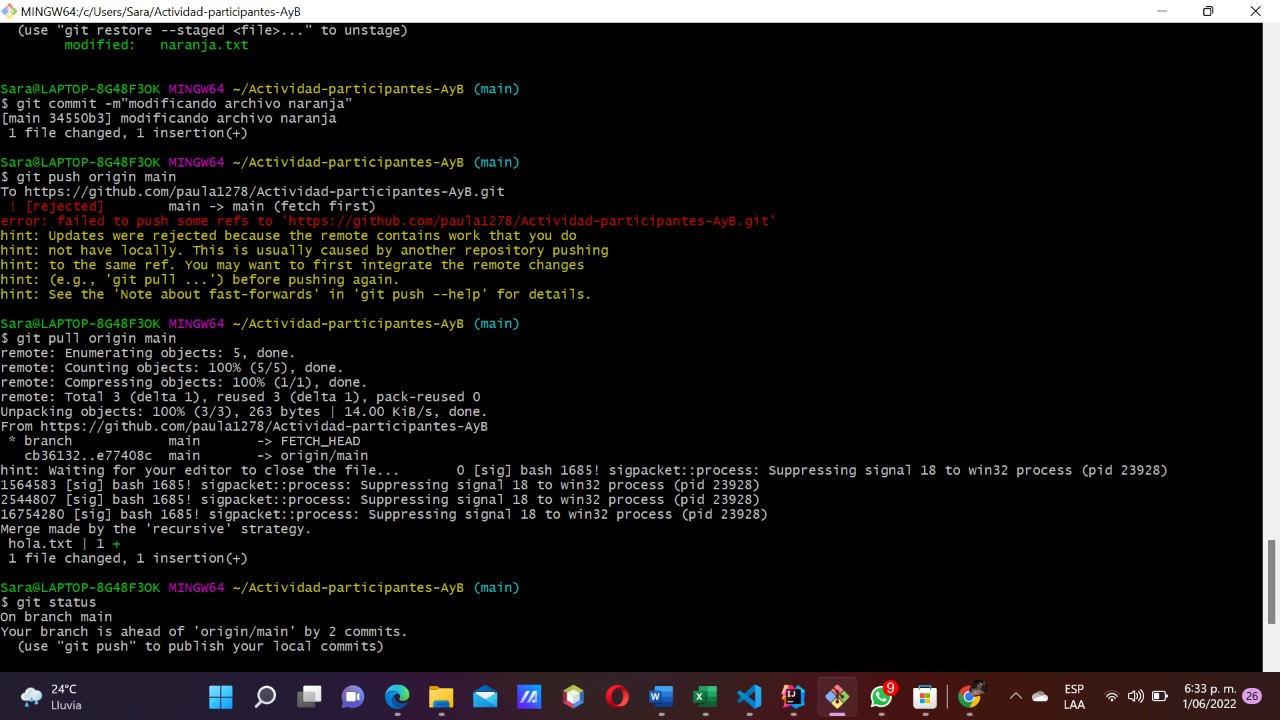 MINGW64:/c/Users/Sara/Actividad-participantes-AyB
(use "git restore --staged <file>..." to unstage)
modified:   naranja.txt
Sara@LAPTOP-8G48F3OK MINGW64 ~/Actividad-participantes-AyB (main)
$ git commit -m"modificando archivo naranja"
[main 34550b3] modificando archivo naranja
1 file changed, 1 insertion(+)
Sara@LAPTOP-8G48F3OK MINGW64 ~/Actividad-participantes-AyB (main)
$ git push origin main
To https://github.com/paula1278/Actividad-participantes-AyB.git
! [rejected]        main -> main (fetch first)
error: failed to push some refs to 'https://github.com/paula1278/Actividad-participantes-AyB.git'
hint: Updates were rejected because the remote contains work that you do
hint: not have locally. This is usually caused by another repository pushing
hint: to the same ref. You may want to first integrate the remote changes
hint: (e.g., 'git pull ...') before pushing again.
hint: See the 'Note about fast-forwards' in 'git push --help' for details.
Sara@LAPTOP-8G48F3OK MINGW64 ~/Actividad-participantes-AyB (main)
$ git pull origin main
remote: Enumerating objects: 5, done.
remote: Counting objects: 100% (5/5), done.
remote: Compressing objects: 100% (1/1), done.
remote: Total 3 (delta 1), reused 3 (delta 1), pack-reused 0
Unpacking objects: 100% (3/3), 263 bytes | 14.00 KiB/s, done.
From https://github.com/paula1278/Actividad-participantes-AyB
* branch            main       -> FETCH_HEAD
cb36132..e77408c  main       -> origin/main
hint: Waiting for your editor to close the file...       0 [sig] bash 1685! sigpacket::process: Suppressing signal 18 to win32 process (pid 23928)
1564583 [sig] bash 1685! sigpacket::process: Suppressing signal 18 to win32 process (pid 23928)
2544807 [sig] bash 1685! sigpacket::process: Suppressing signal 18 to win32 process (pid 23928)
16754280 [sig] bash 1685! sigpacket::process: Suppressing signal 18 to win32 process (pid 23928)
Merge made by the 'recursive' strategy.
hola.txt | 1 +
1 file changed, 1 insertion(+)
Sara@LAPTOP-8G48F3OK MINGW64 ~/Actividad-participantes-AyB (main)
$ git status
On branch main
Your branch is ahead of 'origin/main' by 2 commits.
(use "git push" to publish your local commits)
24°C
Lluvia
9
ESP
LAA
6:33 p. m.
1/06/2022
26